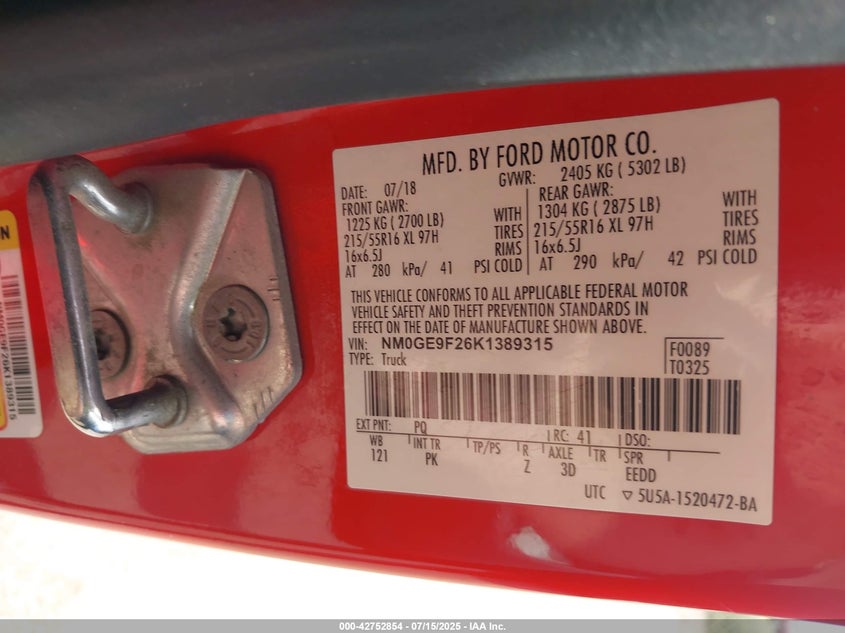 MFD. BY FORD MOTOR CO.
DATE: 07/18 GVWR: 2405 KG ( 5302 LB)
FRONT GAWR: REAR GAWR:
1225 KG ( 2700 LB) WITH 1304 KG ( 2875 LB) WITH
215/55R16 XL 97H TIRES 215/55R16 XL 97H TIRES
16x6.5J RIMS 16x6.5J RIMS
AT 280 kPa/ 41 PSI COLD AT 290 kPa/ 42 PSI COLD
THIS VEHICLE CONFORMS TO ALL APPLICABLE FEDERAL MOTOR
VEHICLE SAFETY AND THEFT PREVENTION STANDARDS IN
EFFECT ON THE DATE OF MANUFACTURE SHOWN ABOVE.
VIN: NM0GE9F26K1389315
TYPE: Truck
F0089
T0325
EXT PNT: PQ RC: 41 DSO:
WB INT TR TP/PS R AXLE TR SPR
121 PK Z 3D EEDD
UTC ▽ 5U5A-1520472-BA
NM0GE9F26K1389315
000-42752854 - 07/15/2025 - IAA Inc.